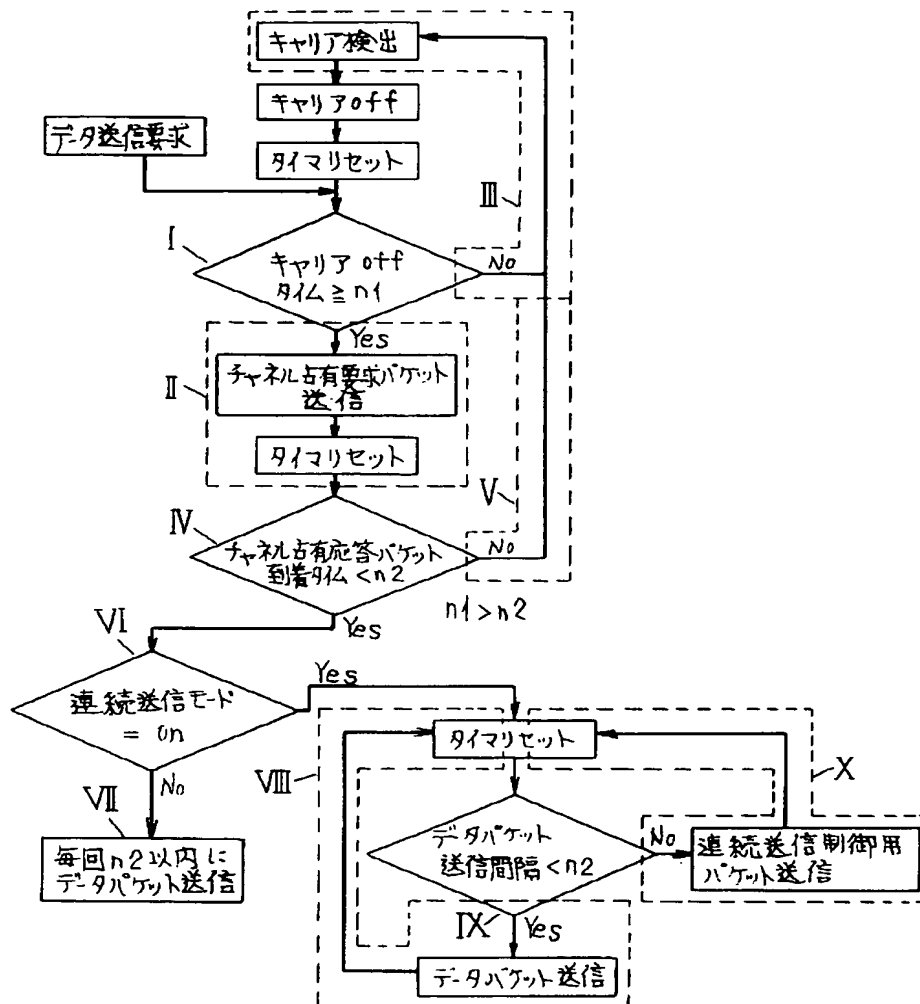 キャリア検出
キャリアoff
データ送信要求
タイマリセット
III
I
キャリア off
タイム≧n1
No
Yes
II
チャネル占有要求パケット
送信
タイマリセット
V
IV
チャネル占有応答パケット
到着タイム<n2
No
n1>n2
Yes
VI
連続送信モード
= on
Yes
No
タイマリセット
VIII
X
VII
毎回n2以内に
データパケット送信
データパケット
送信間隔<n2
No
連続送信制御用
パケット送信
IX
Yes
データパケット送信